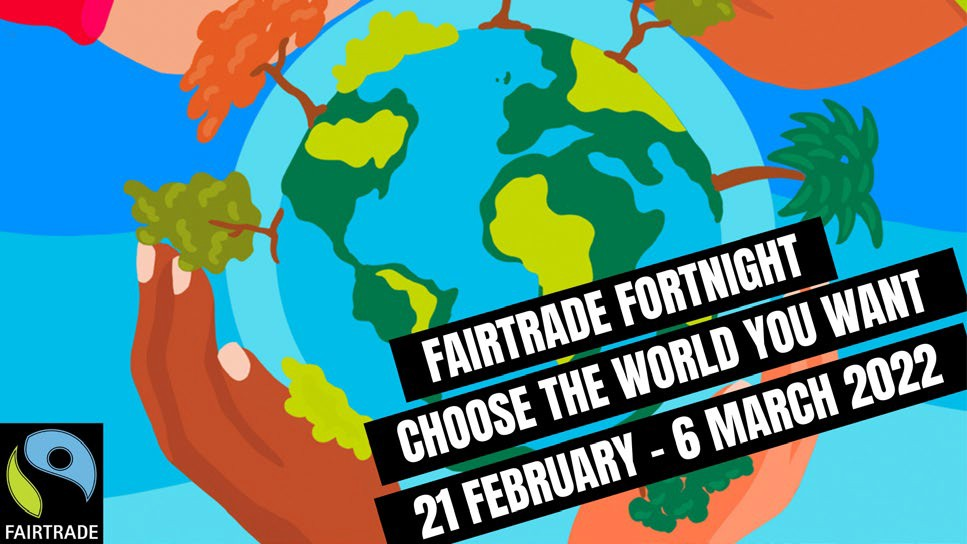 FAIRTRADE FORTNIGHT
CHOOSE THE WORLD YOU WANT
21 FEBRUARY - 6 MARCH 2022
FAIRTRADE